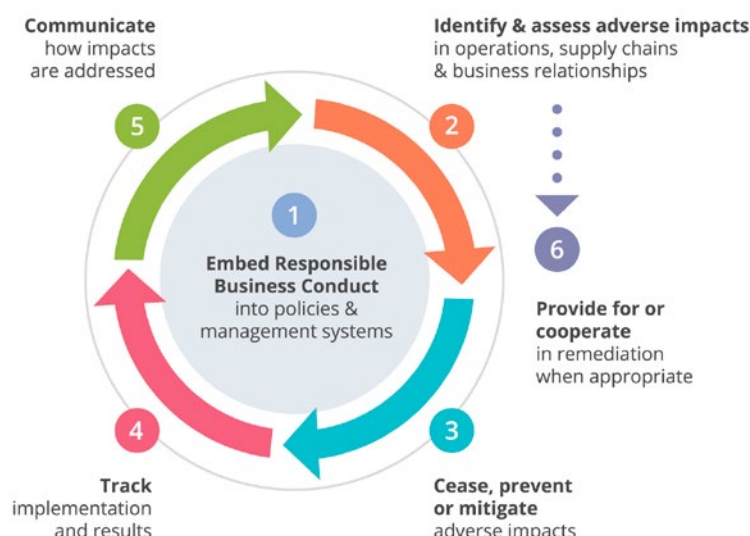 Communicate
how impacts
are addressed
5
Identify & assess adverse impacts
in operations, supply chains
& business relationships
2
1
Embed Responsible
Business Conduct
into policies &
management systems
6
Provide for or
cooperate
in remediation
when appropriate
4
Track
implementation
and results
3
Cease, prevent
or mitigate
adverse impacts